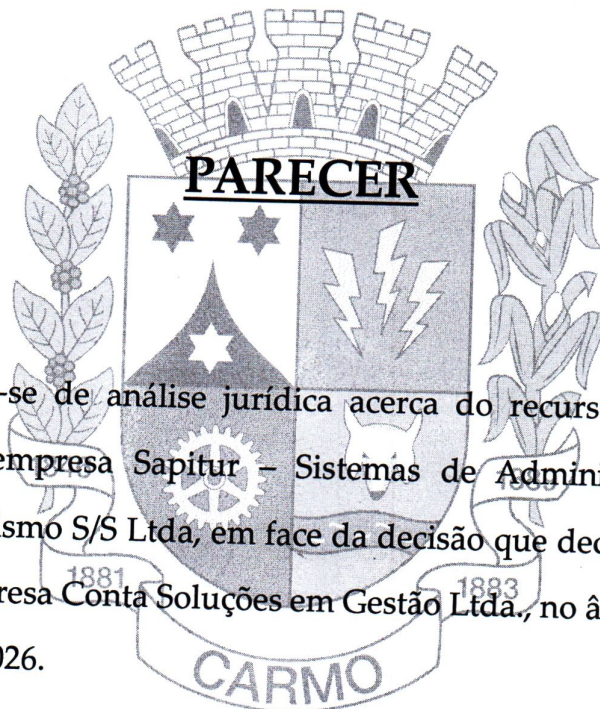 PARECER
-se de análise jurídica acerca do recurs
empresa Sapitur – Sistemas de Admini
ismo S/S Ltda, em face da decisão que dec
resa Conta Soluções em Gestão Ltda., no â
026.
1881
1883
CARMO